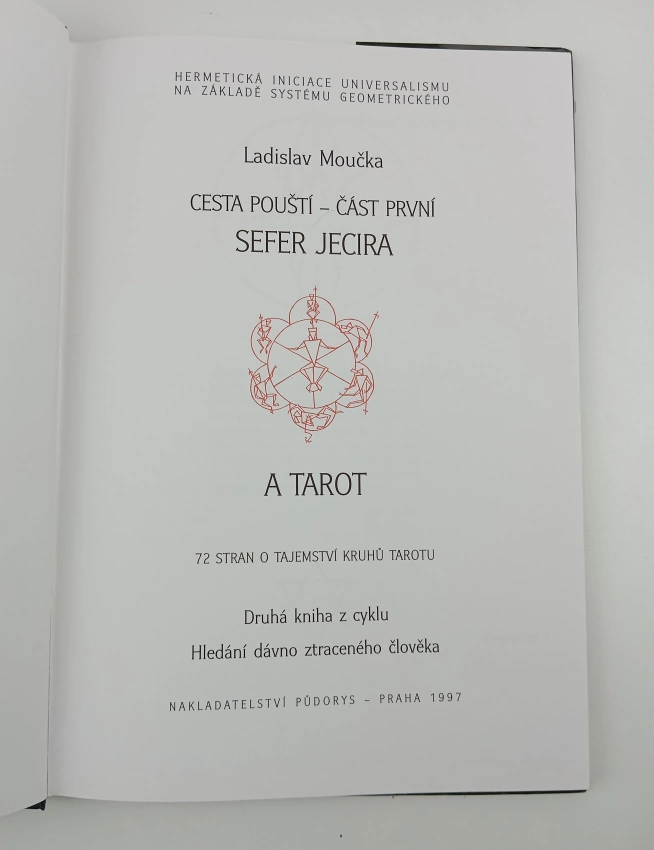 HERMETICKÁ INICIACE UNIVERSALISMU
NA ZÁKLADĚ SYSTÉMU GEOMETRICKÉHO
Ladislav Moučka
CESTA POUŠTÍ – ČÁST PRVNÍ
SEFER JECIRA
A TAROT
72 STRAN O TAJEMSTVÍ KRUHŮ TAROTU
Druhá kniha z cyklu
Hledání dávno ztraceného člověka
NAKLADATELSTVÍ PŮDORYS – PRAHA 1997